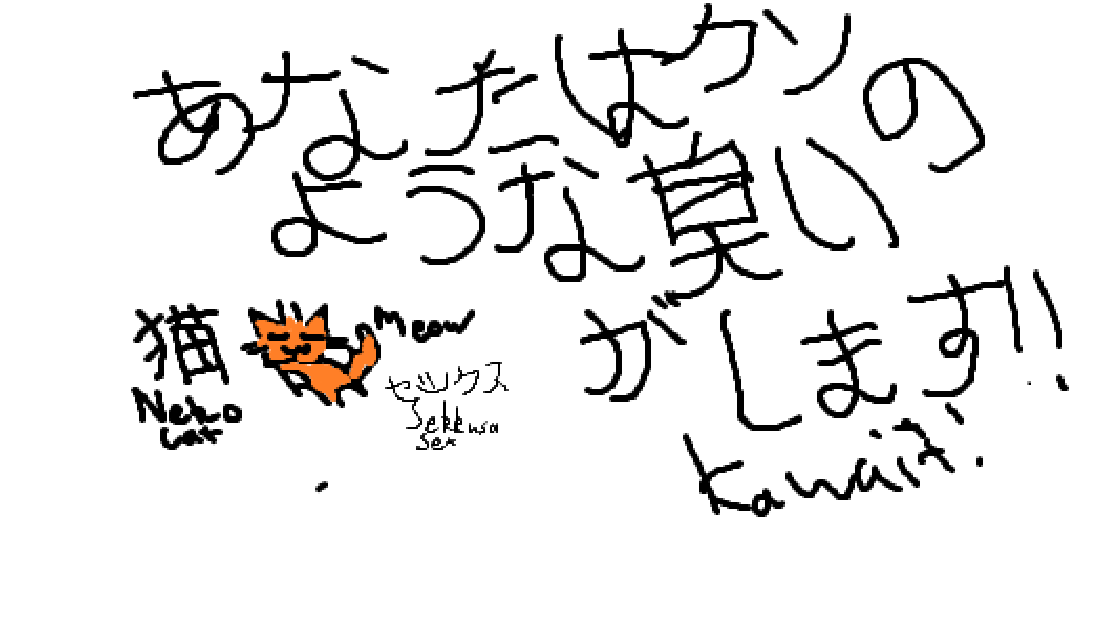 あなたはクソの
ような臭い
がします!!
猫
Neko
cat
Meow
セックス
Sekkusu
sex
kawaii!